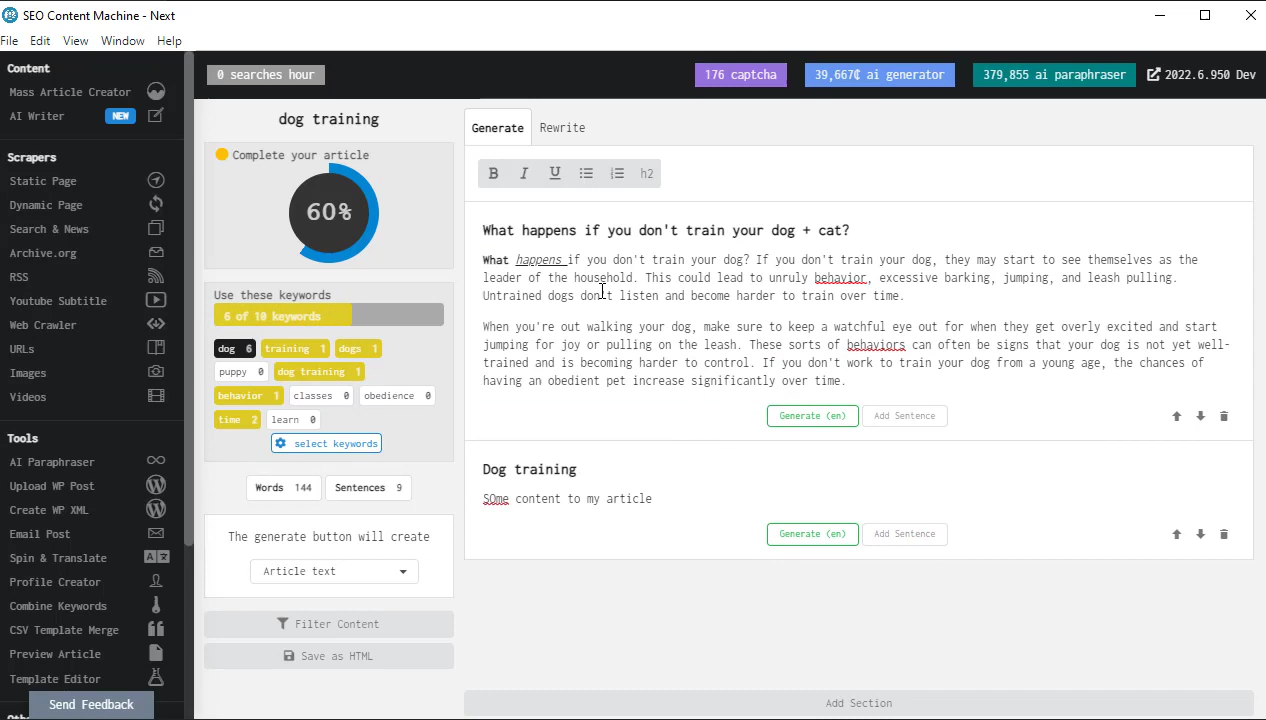 SEO Content Machine - Next
File Edit View Window Help
Content
Mass Article Creator
AI Writer NEW
Scrapers
Static Page
Dynamic Page
Search & News
Archive.org
RSS
Youtube Subtitle
Web Crawler
URLs
Images
Videos
Tools
AI Paraphraser
Upload WP Post
Create WP XML
Email Post
Spin & Translate
Profile Creator
Combine Keywords
CSV Template Merge
Preview Article
Template Editor
Send Feedback
0 searches hour
176 captcha
39,667₵ ai generator
379,855 ai paraphraser
2022.6.950 Dev
dog training
Complete your article
60%
Use these keywords
6 of 10 keywords
dog 6 training 1 dogs 1
puppy 0 dog training 1
behavior 1 classes 0 obedience 0
time 2 learn 0
select keywords
Words 144 Sentences 9
The generate button will create
Article text
Filter Content
Save as HTML
Generate Rewrite
B I U h2
What happens if you don't train your dog + cat?
What happens if you don't train your dog? If you don't train your dog, they may start to see themselves as the
leader of the household. This could lead to unruly behavior, excessive barking, jumping, and leash pulling.
Untrained dogs don't listen and become harder to train over time.
When you're out walking your dog, make sure to keep a watchful eye out for when they get overly excited and start
jumping for joy or pulling on the leash. These sorts of behaviors can often be signs that your dog is not yet well-
trained and is becoming harder to control. If you don't work to train your dog from a young age, the chances of
having an obedient pet increase significantly over time.
Generate (en) Add Sentence
Dog training
SOme content to my article
Generate (en) Add Sentence
Add Section